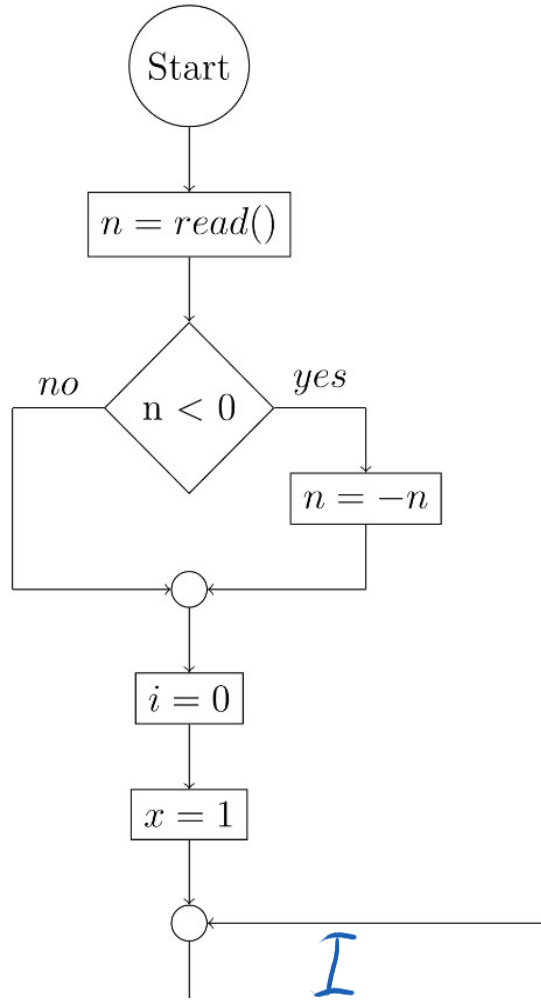 Start
n = read()
no
yes
n < 0
n = −n
i = 0
x = 1
I